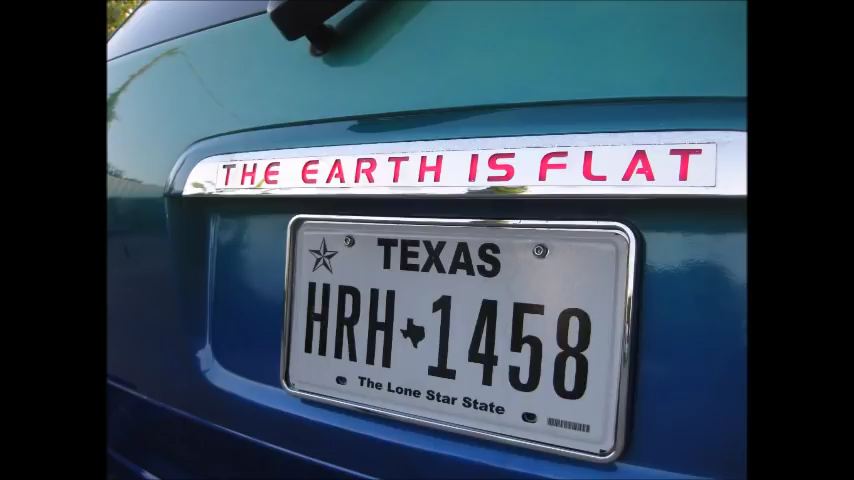 THE EARTH IS FLAT
TEXAS
HRH 1458
The Lone Star State